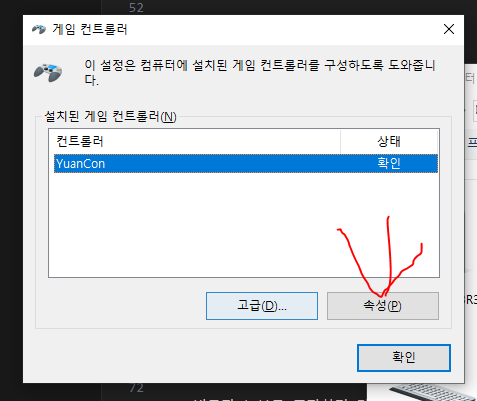 52
게임 컨트롤러
이 설정은 컴퓨터에 설치된 게임 컨트롤러를 구성하도록 도와줍니
다.
설치된 게임 컨트롤러(N)
컨트롤러 상태
YuanCon 확인
고급(D)...
속성(P)
확인
72